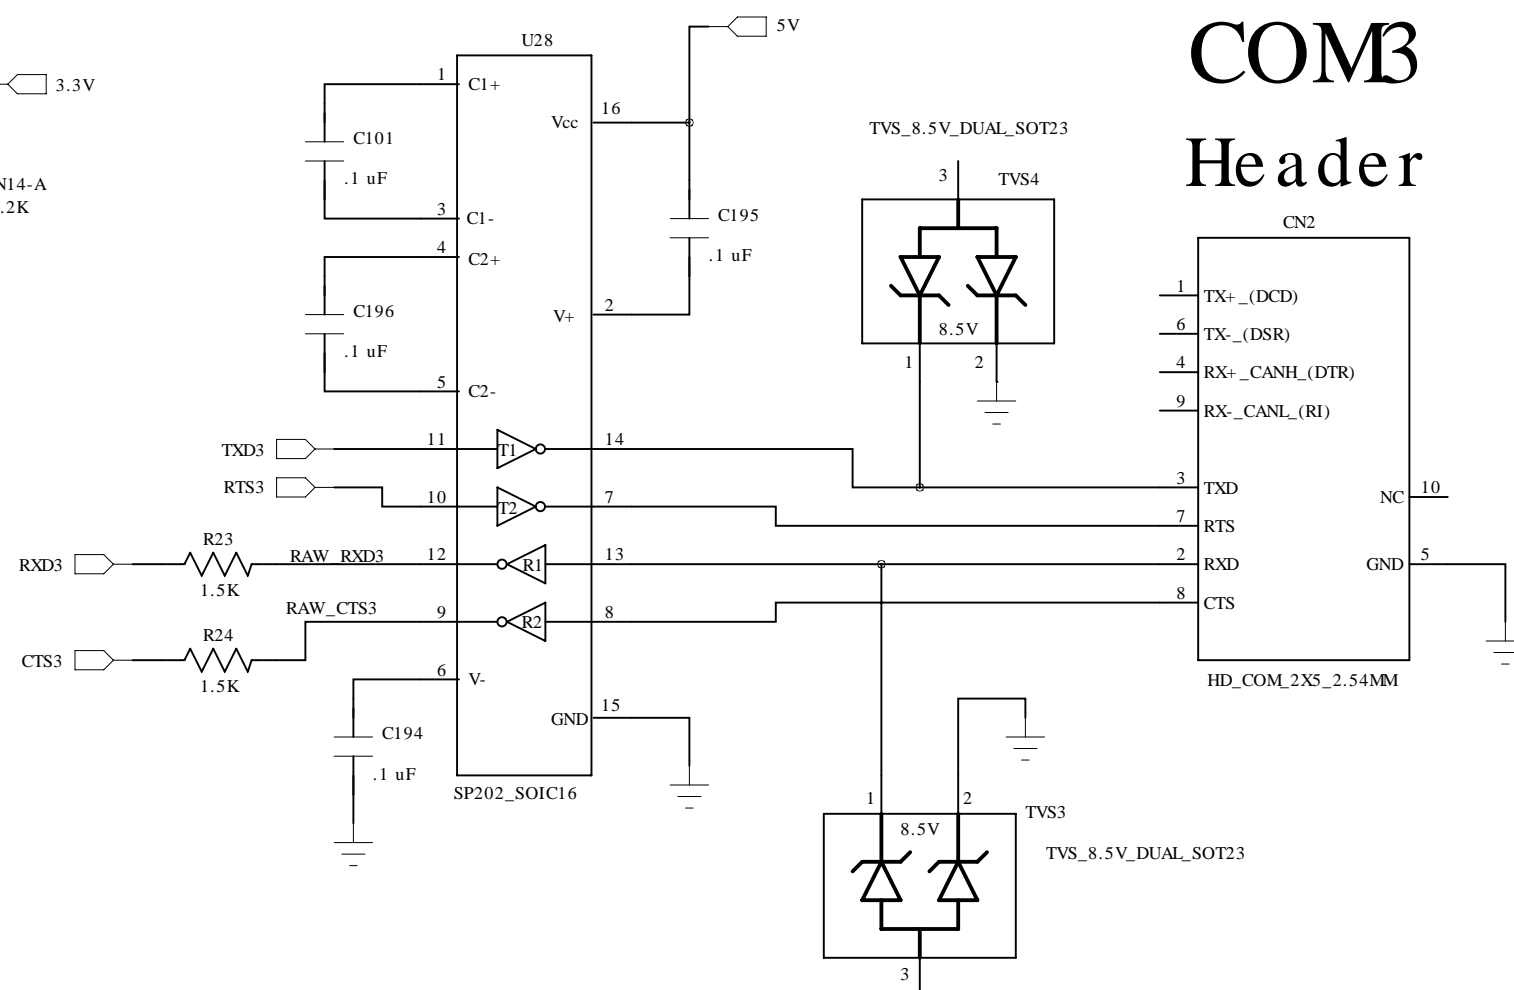 COM3
Header
5V
3.3V
N14-A
.2K
U28
1
C1+
C101
.1 uF
3
C1-
4
C2+
C196
.1 uF
5
C2-
16
Vcc
C195
.1 uF
2
V+
TVS_8.5V_DUAL_SOT23
3
TVS4
8.5V
1
2
CN2
1
TX+_(DCD)
6
TX-_(DSR)
4
RX+_CANH_(DTR)
9
RX-_CANL_(RI)
3
TXD
7
RTS
2
RXD
8
CTS
NC
10
GND
5
HD_COM_2X5_2.54MM
TXD3
11
T1
14
RTS3
10
T2
7
RXD3
R23
1.5K
RAW_RXD3
12
R1
13
CTS3
R24
1.5K
RAW_CTS3
9
R2
8
6
V-
C194
.1 uF
GND
15
SP202_SOIC16
1
2
TVS3
8.5V
TVS_8.5V_DUAL_SOT23
3